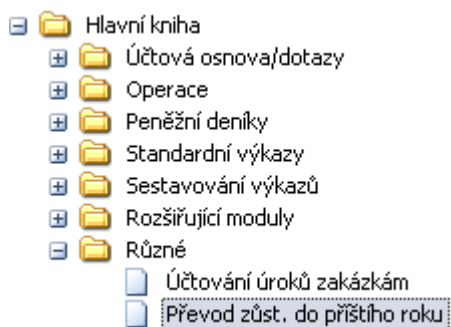 Hlavní kniha
Účtová osnova/dotazy
Operace
Peněžní deníky
Standardní výkazy
Sestavování výkazů
Rozšiřující moduly
Různé
Účtování úroků zakázkám
Převod zůst. do příštího roku